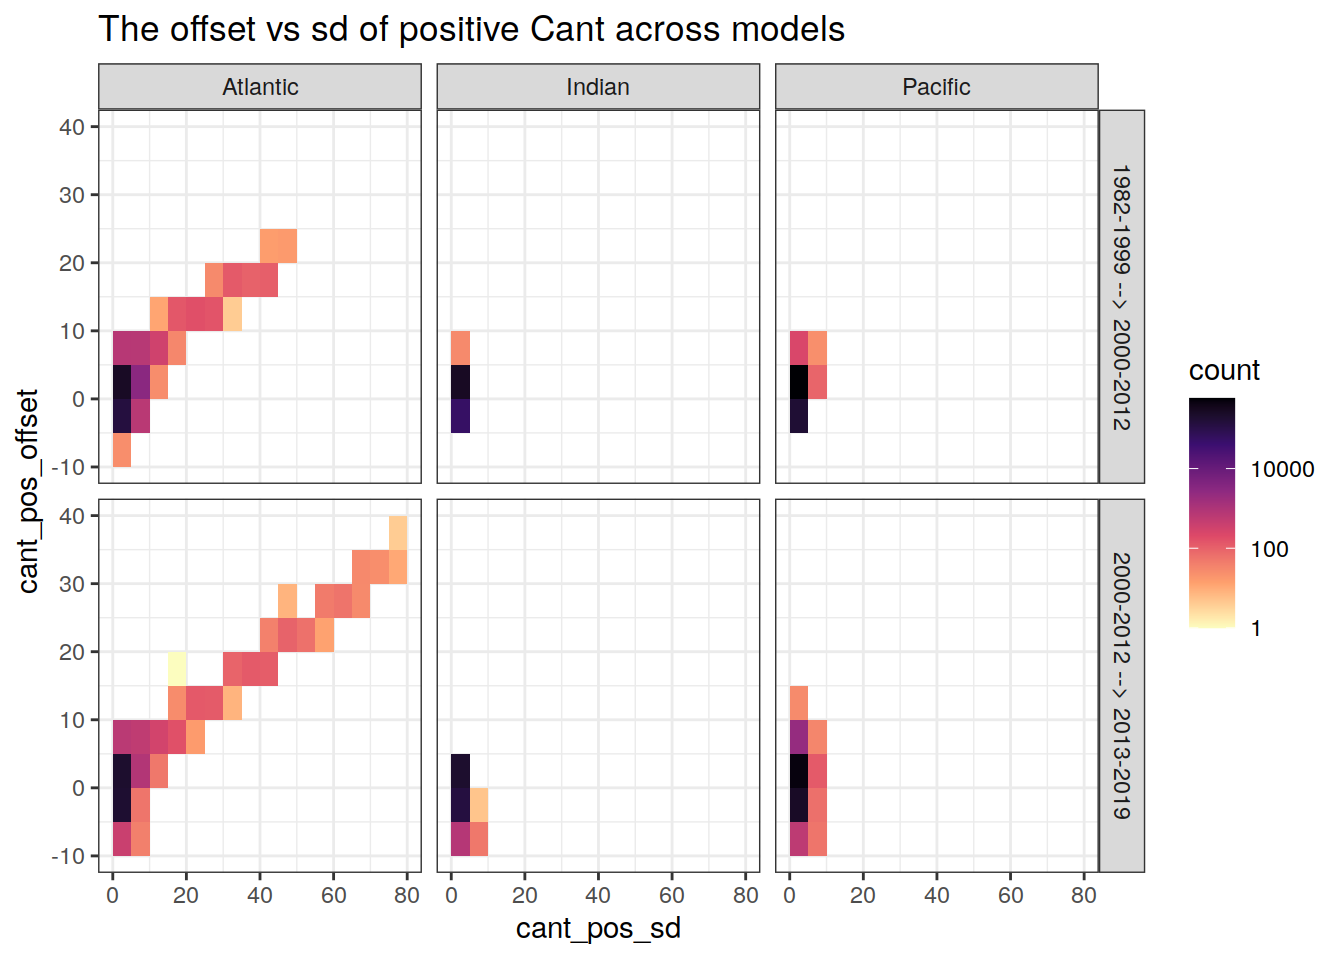 The offset vs sd of positive Cant across models
Atlantic
Indian
Pacific
40
30
20
10
0
-10
1982-1999 --> 2000-2012
40
30
20
10
0
-10
2000-2012 --> 2013-2019
0 20 40 60 80
0 20 40 60 80
0 20 40 60 80
cant_pos_sd
cant_pos_offset
count
10000
100
1